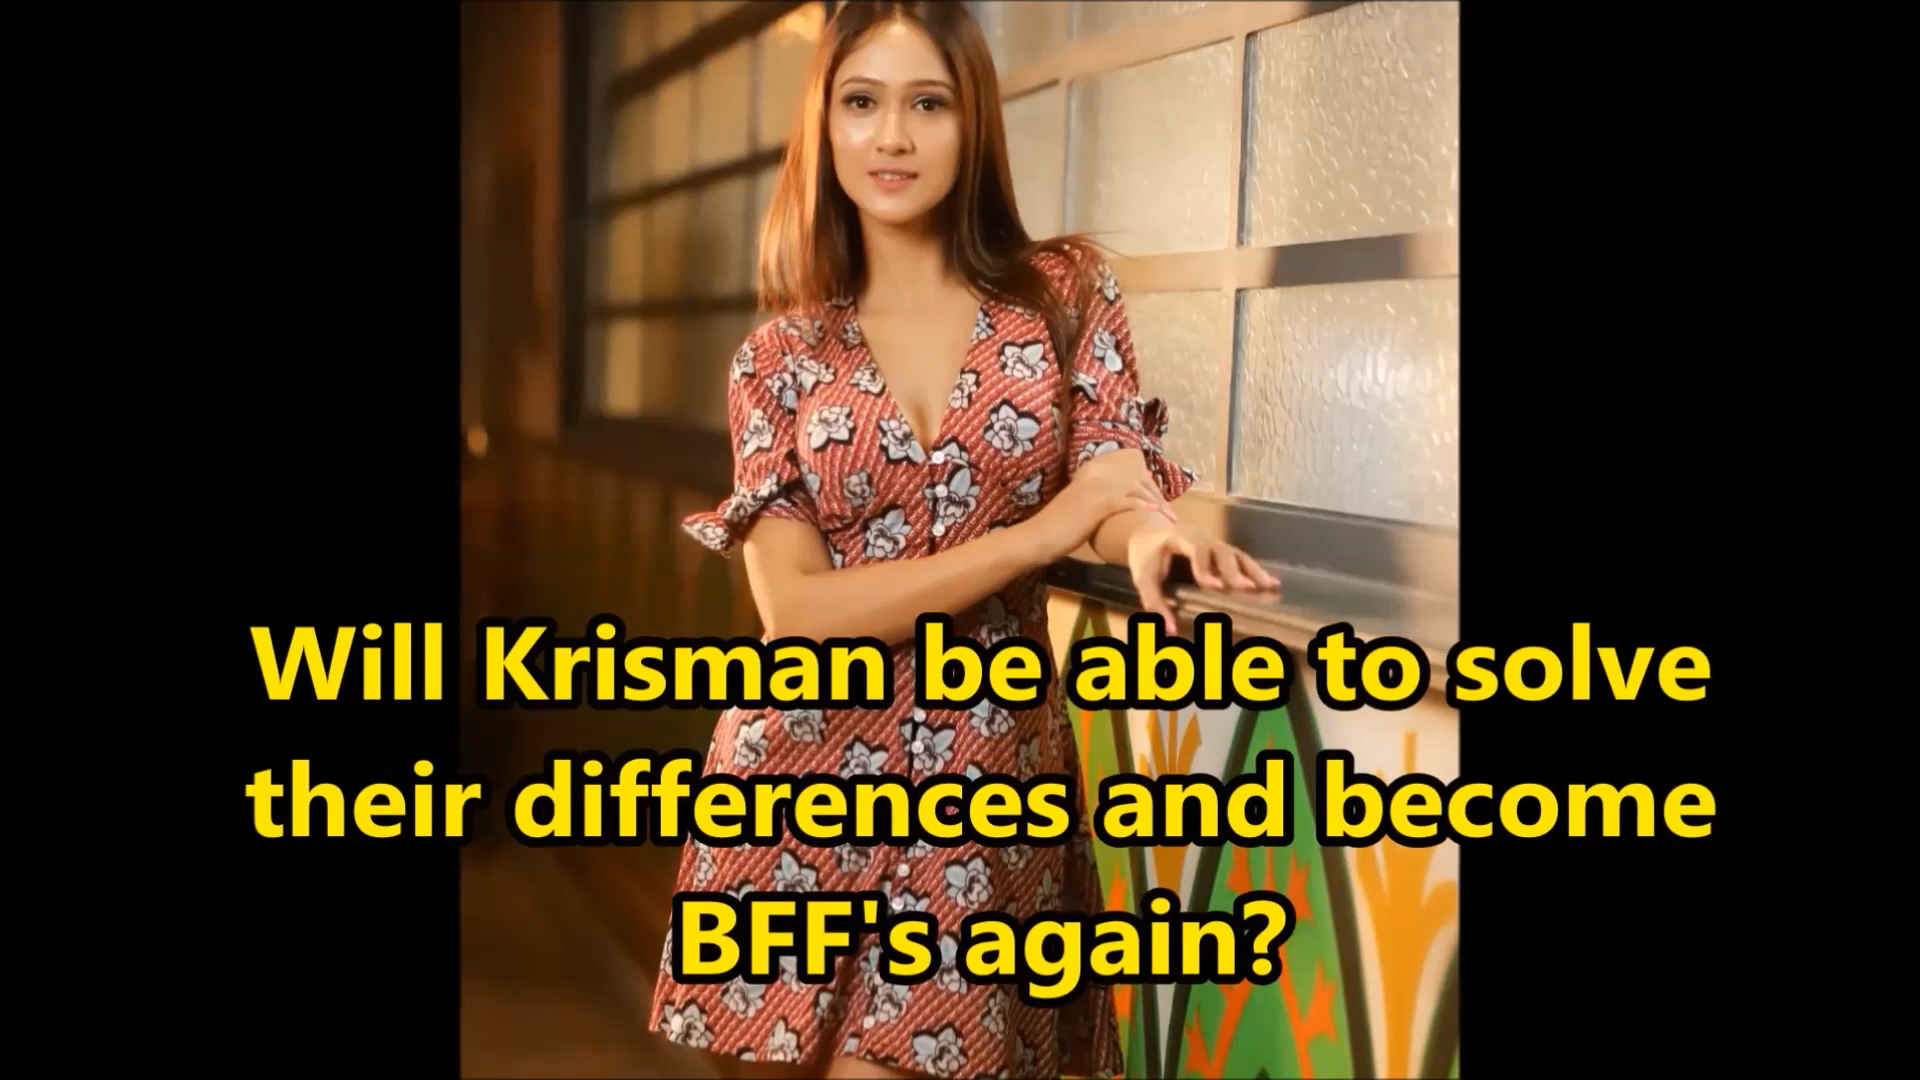 Will Krisman be able to solve
their differences and become
BFF's again?